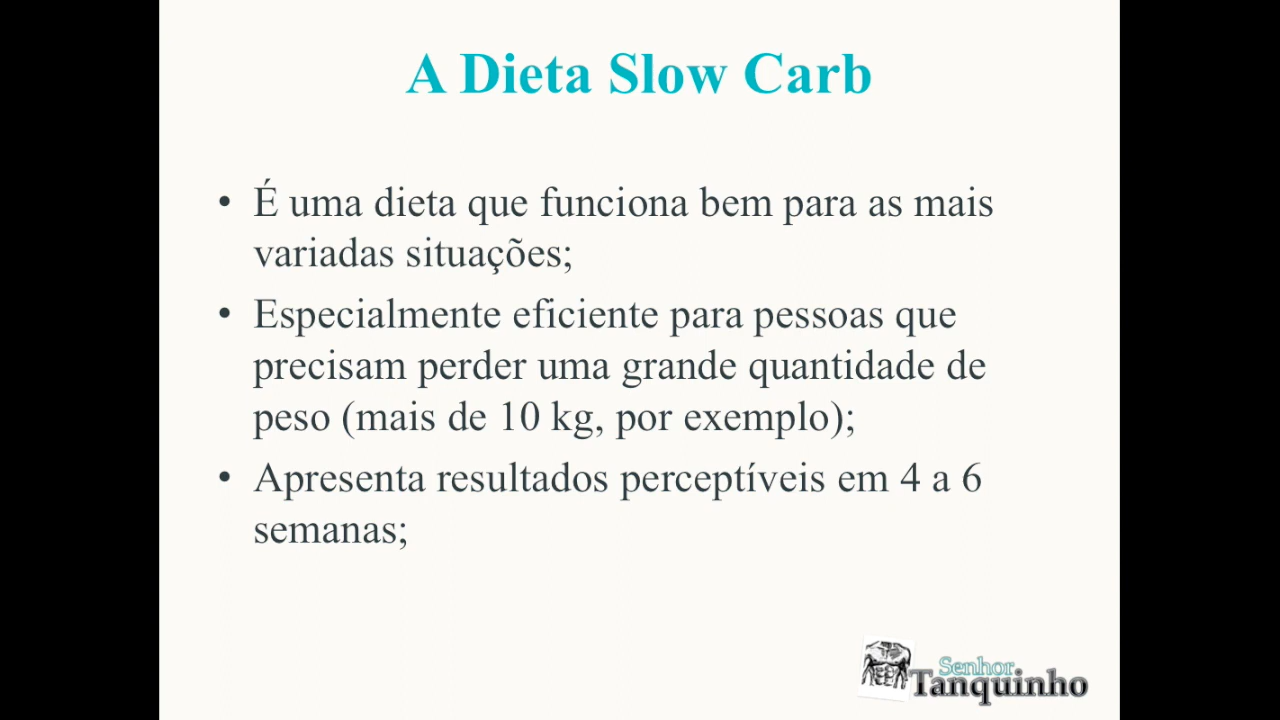 A Dieta Slow Carb
• É uma dieta que funciona bem para as mais
variadas situações;
• Especialmente eficiente para pessoas que
precisam perder uma grande quantidade de
peso (mais de 10 kg, por exemplo);
• Apresenta resultados perceptíveis em 4 a 6
semanas;
Senhor
Tanquinho